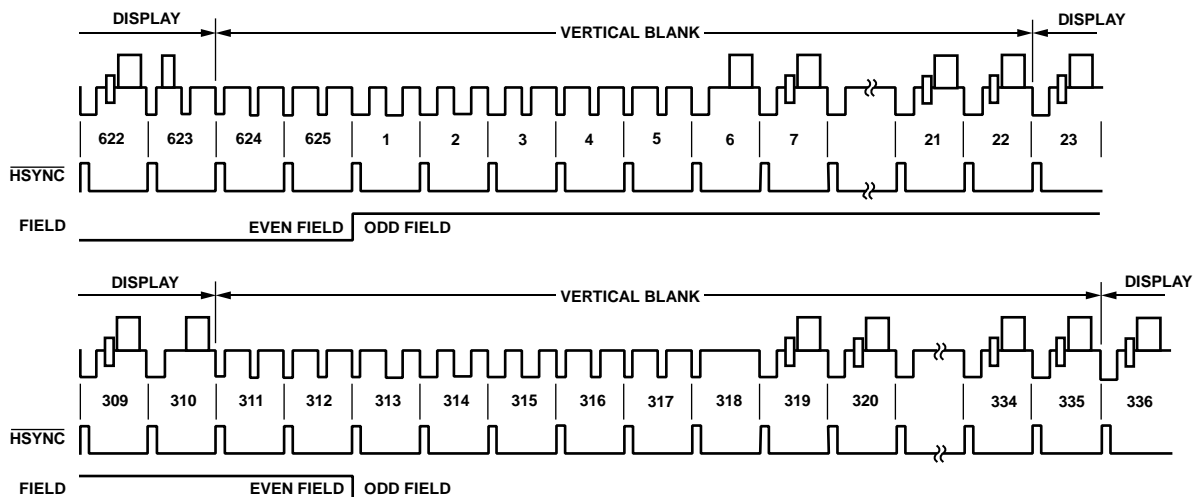 DISPLAY VERTICAL BLANK DISPLAY
622 623 624 625 1 2 3 4 5 6 7 21 22 23
HSYNC
FIELD EVEN FIELD ODD FIELD
DISPLAY VERTICAL BLANK DISPLAY
309 310 311 312 313 314 315 316 317 318 319 320 334 335 336
HSYNC
FIELD EVEN FIELD ODD FIELD